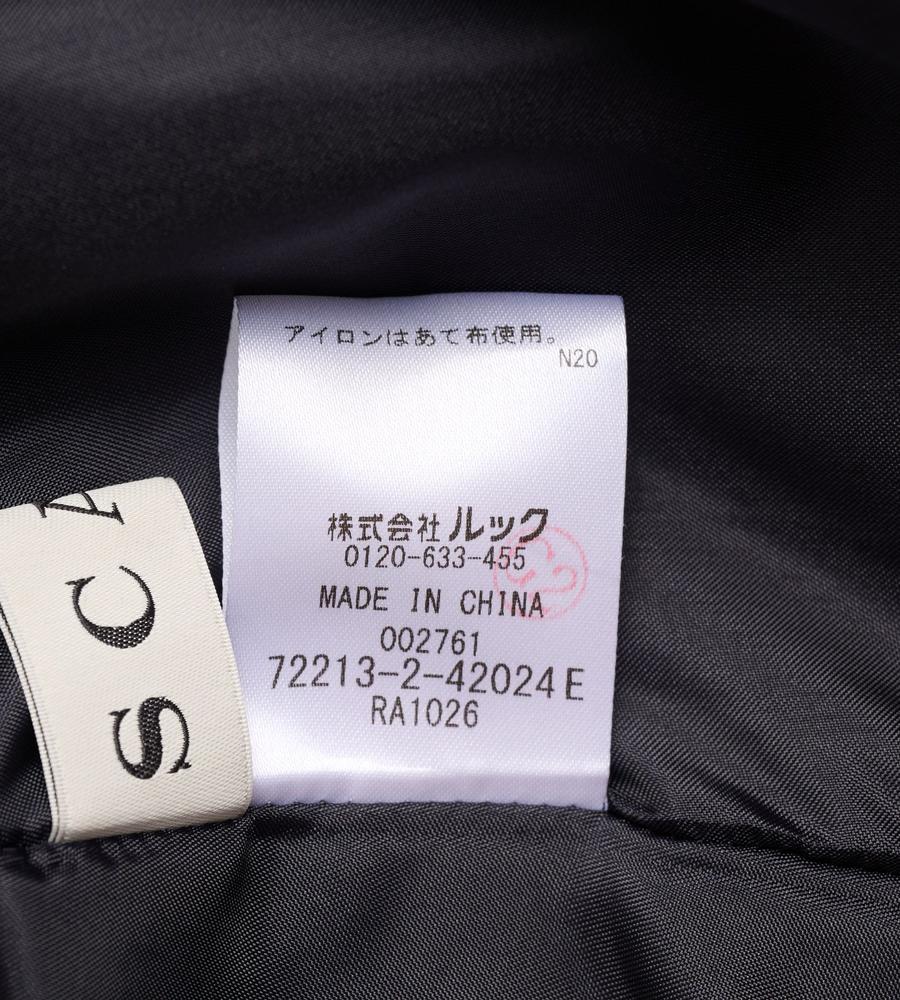 アイロンはあて布使用。
N20
株式会社ルック
0120-633-455
MADE IN CHINA
002761
72213-2-42024E
RA1026
SCA